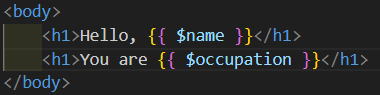 <body>
    <h1>Hello, {{ $name }}</h1>
    <h1>You are {{ $occupation }}</h1>
</body>